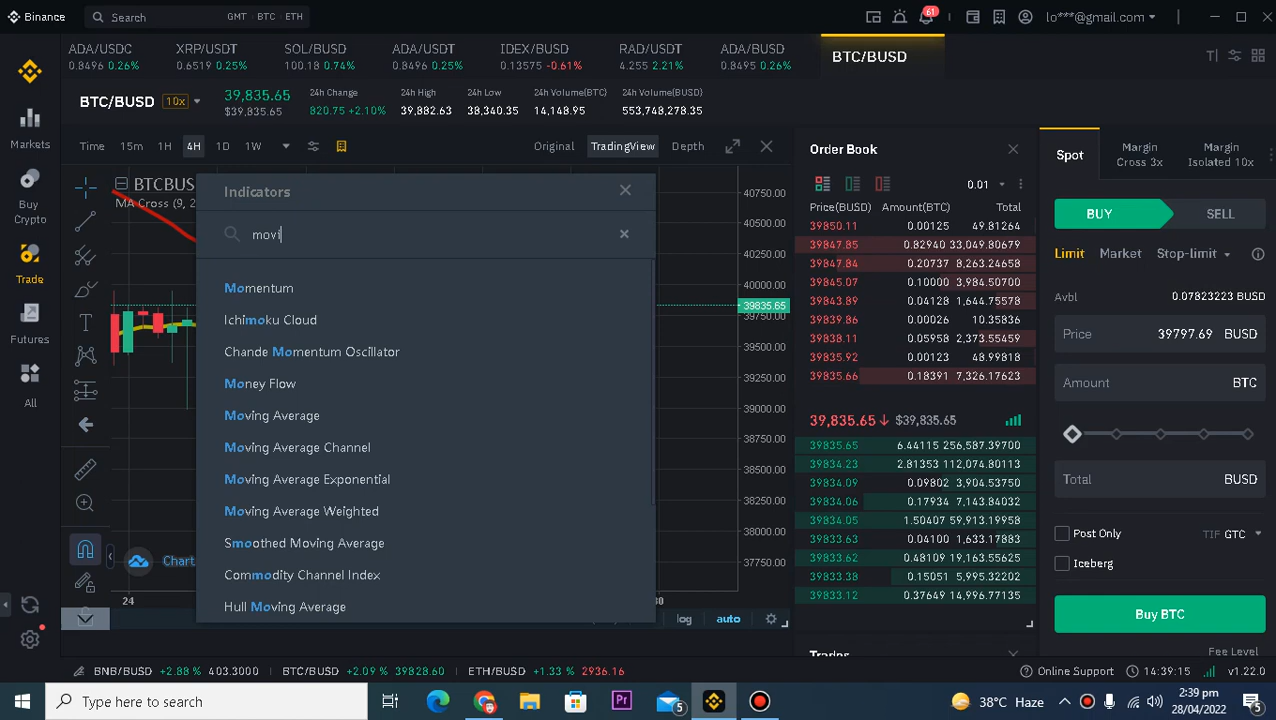 Binance
Search GMT · BTC · ETH
61
lo***@gmail.com
ADA/USDC XRP/USDT SOL/BUSD ADA/USDT IDEX/BUSD RAD/USDT ADA/BUSD
0.8496 0.26% 0.6519 0.25% 100.18 0.74% 0.8496 0.25% 0.13575 -0.61% 4.255 2.21% 0.8495 0.26%
BTC/BUSD
BTC/BUSD 10x
39,835.65
$39,835.65
24h Change 24h High 24h Low 24h Volume(BTC) 24h Volume(BUSD)
820.75 +2.10% 39,882.63 38,340.35 14,148.95 553,748,278.35
Markets
Buy
Crypto
Trade
Futures
All
Time 15m 1H 4H 1D 1W Original TradingView Depth
BTCBUS
MA Cross (9, 2
Indicators
movi
Momentum
Ichimoku Cloud
Chande Momentum Oscillator
Money Flow
Moving Average
Moving Average Channel
Moving Average Exponential
Moving Average Weighted
Smoothed Moving Average
Commodity Channel Index
Hull Moving Average
Chart
24
log auto
40750.00
40500.00
40250.00
40000.00
39835.65
39750.00
39500.00
39250.00
39000.00
38750.00
38500.00
38250.00
38000.00
37750.00
Order Book
0.01
Price(BUSD) Amount(BTC) Total
39850.11 0.00125 49.81264
39847.85 0.82940 33,049.80679
39847.84 0.20737 8,263.24658
39845.07 0.10000 3,984.50700
39843.89 0.04128 1,644.75578
39839.86 0.00026 10.35836
39838.11 0.05958 2,373.55459
39835.92 0.00123 48.99818
39835.66 0.18391 7,326.17623
39,835.65 $39,835.65
39835.65 6.44115 256,587.39700
39834.23 2.81353 112,074.80113
39834.09 0.09802 3,904.53750
39834.06 0.17934 7,143.84032
39834.05 1.50407 59,913.19958
39833.63 0.04100 1,633.17883
39833.62 0.48109 19,163.55625
39833.38 0.15051 5,995.32202
39833.12 0.37649 14,996.77135
Trades
Spot
Margin
Cross 3x
Margin
Isolated 10x
BUY SELL
Limit Market Stop-limit
Avbl 0.07823223 BUSD
Price 39797.69 BUSD
Amount BTC
Total BUSD
Post Only TIF GTC
Iceberg
Buy BTC
Fee Level
BNB/BUSD +2.88 % 403.3000 BTC/BUSD +2.09 % 39828.60 ETH/BUSD +1.33 % 2936.16
Online Support 14:39:15 v1.22.0
Type here to search
Pr
5
38°C Haze
2:39 pm
28/04/2022
5